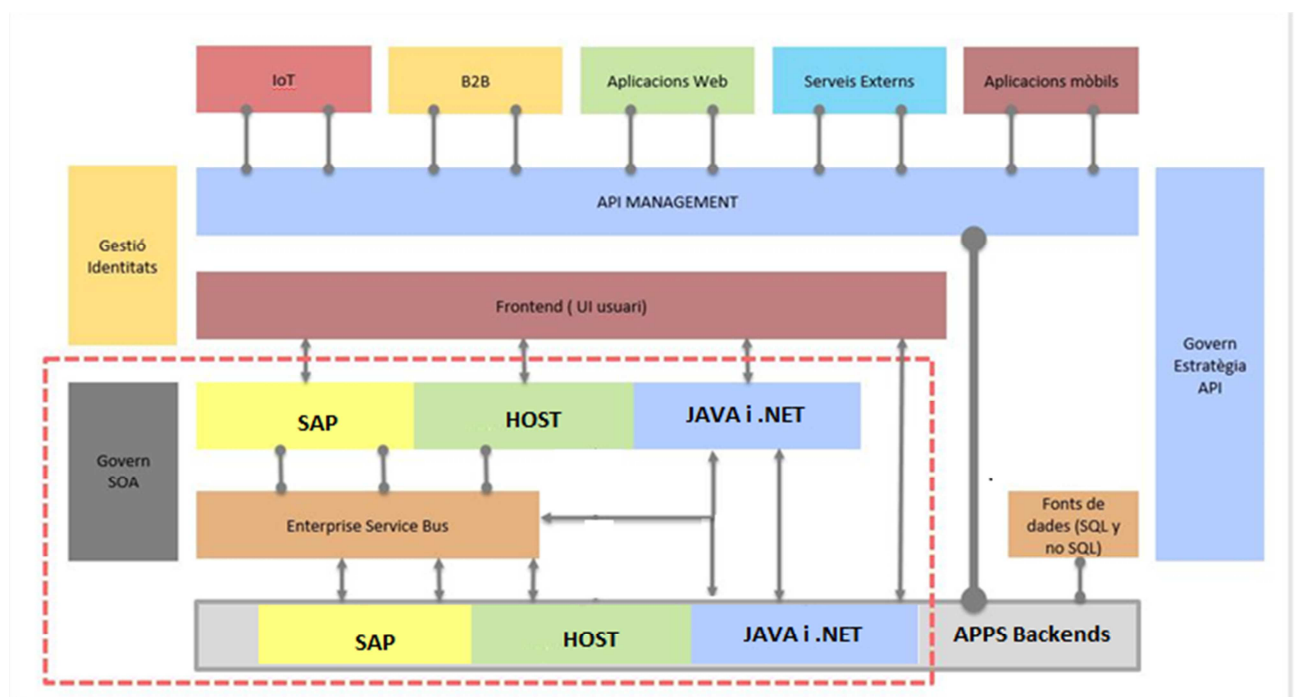 IoT
B2B
Aplicacions Web
Serveis Externs
Aplicacions mòbils
API MANAGEMENT
Gestió
Identitats
Frontend ( UI usuari)
Govern
Estratègia
API
SAP
HOST
JAVA i .NET
Govern
SOA
Enterprise Service Bus
Fonts de
dades (SQL y
no SQL)
SAP
HOST
JAVA i .NET
APPS Backends